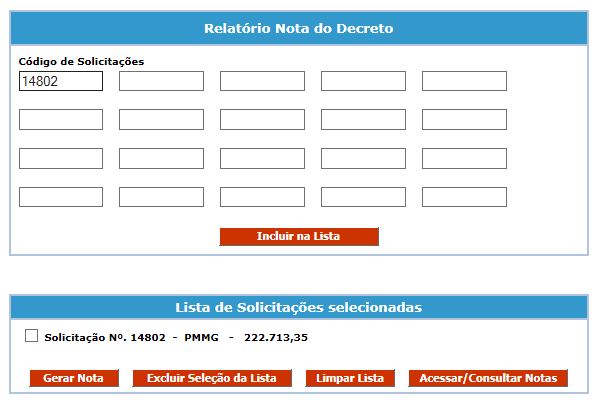 Relatório Nota do Decreto
Código de Solicitações
14802
Incluir na Lista
Lista de Solicitações selecionadas
Solicitação Nº. 14802 - PMMG - 222.713,35
Gerar Nota Excluir Seleção da Lista Limpar Lista Acessar/Consultar Notas